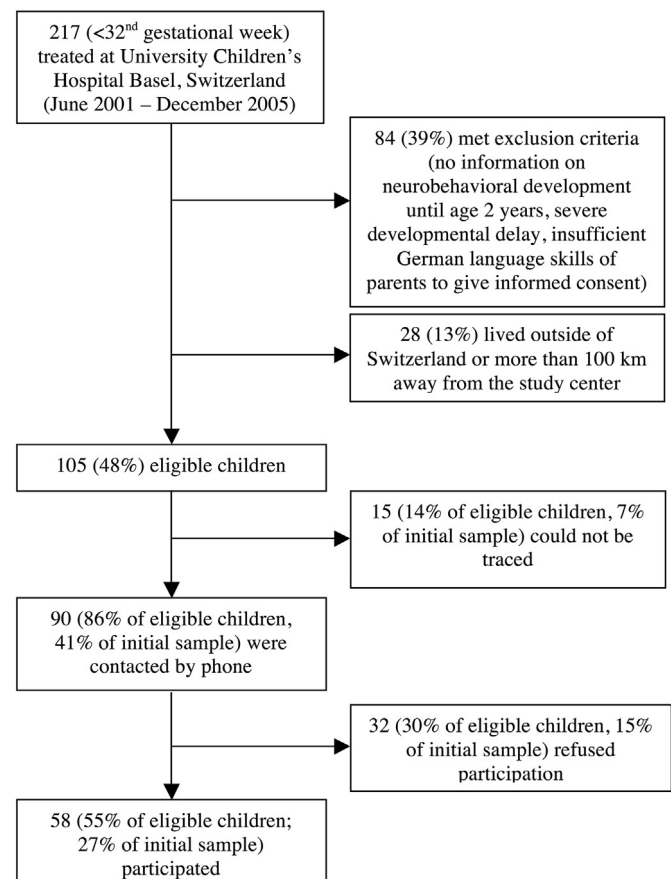 217 (<32nd gestational week)
treated at University Children's
Hospital Basel, Switzerland
(June 2001 – December 2005)
84 (39%) met exclusion criteria
(no information on
neurobehavioral development
until age 2 years, severe
developmental delay, insufficient
German language skills of
parents to give informed consent)
28 (13%) lived outside of
Switzerland or more than 100 km
away from the study center
105 (48%) eligible children
15 (14% of eligible children, 7%
of initial sample) could not be
traced
90 (86% of eligible children,
41% of initial sample) were
contacted by phone
32 (30% of eligible children, 15%
of initial sample) refused
participation
58 (55% of eligible children;
27% of initial sample)
participated